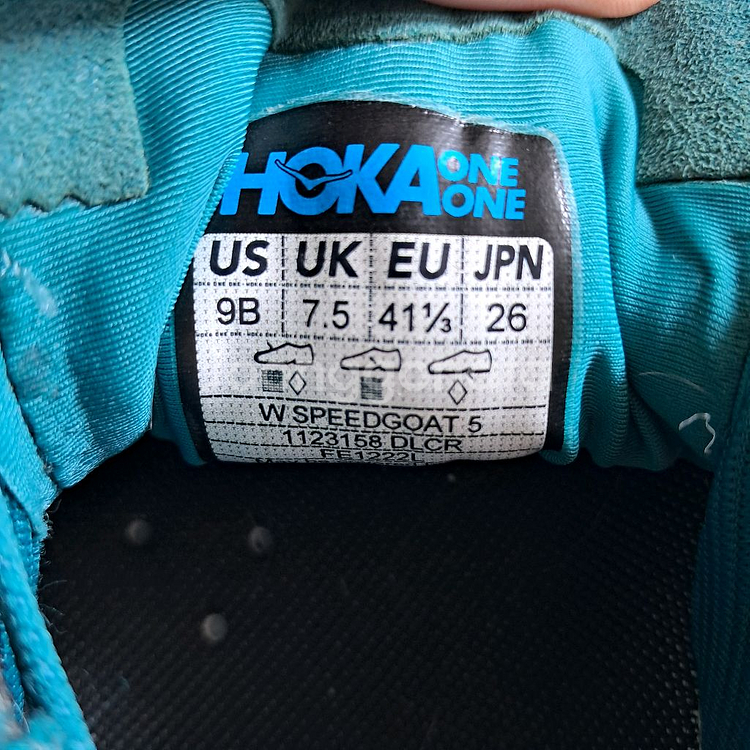 HOKA ONE ONE
US UK EU JPN
9B 7.5 41⅓ 26
W SPEEDGOAT 5
1123158 DLCR
FE1222L